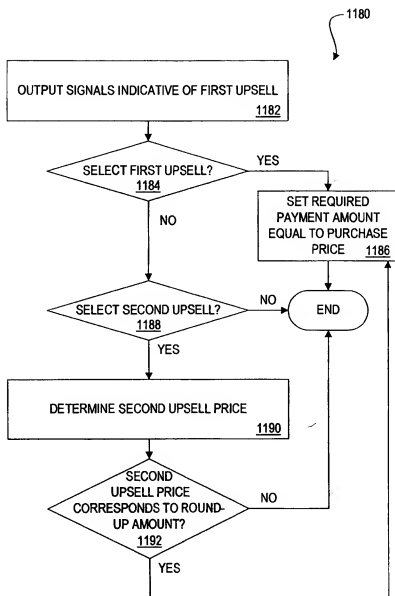 1180
OUTPUT SIGNALS INDICATIVE OF FIRST UPSELL
1182
SELECT FIRST UPSELL?
1184
YES
NO
SET REQUIRED
PAYMENT AMOUNT
EQUAL TO PURCHASE
PRICE 1186
SELECT SECOND UPSELL?
1188
NO
END
YES
DETERMINE SECOND UPSELL PRICE
1190
SECOND
UPSELL PRICE
CORRESPONDS TO ROUND-
UP AMOUNT?
1192
NO
YES